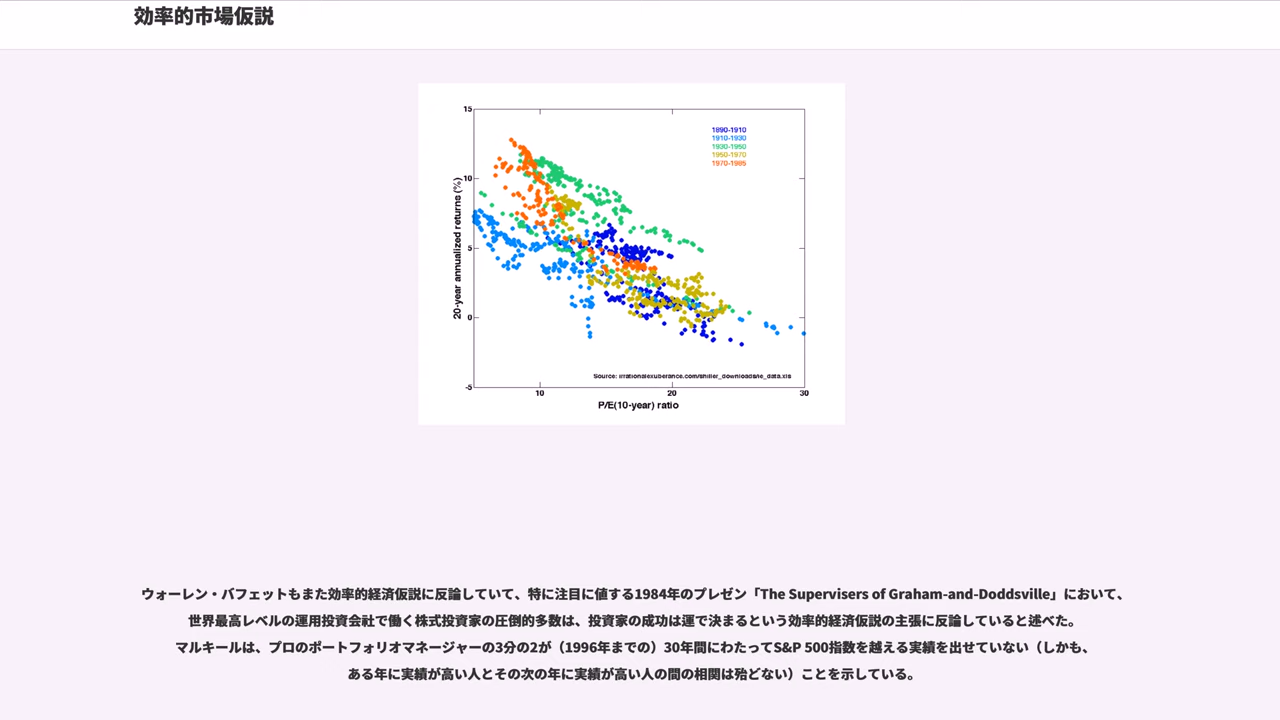 効率的市場仮説
15
10
5
0
-5
10
20
30
20-year annualized returns (%)
P/E(10-year) ratio
1890-1910
1910-1930
1930-1950
1950-1970
1970-1985
Source: irrationalexuberance.com/shiller_downloads/ie_data.xls
ウォーレン・バフェットもまた効率的経済仮説に反論していて、特に注目に値する1984年のプレゼン「The Supervisers of Graham-and-Doddsville」において、
世界最高レベルの運用投資会社で働く株式投資家の圧倒的多数は、投資家の成功は運で決まるという効率的経済仮説の主張に反論していると述べた。
マルキールは、プロのポートフォリオマネージャーの3分の2が（1996年までの）30年間にわたってS&P 500指数を越える実績を出せていない（しかも、
ある年に実績が高い人とその次の年に実績が高い人の間の相関は殆どない）ことを示している。